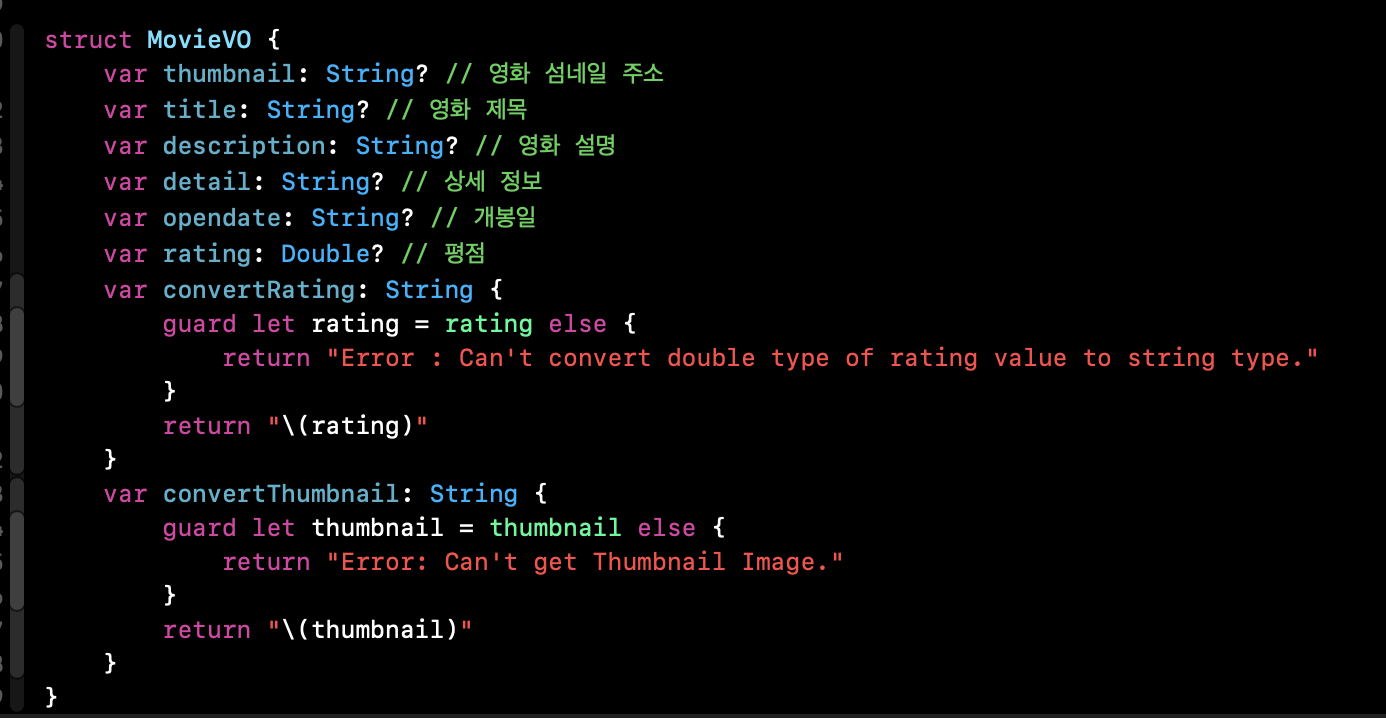 struct MovieVO {
    var thumbnail: String? // 영화 섬네일 주소
    var title: String? // 영화 제목
    var description: String? // 영화 설명
    var detail: String? // 상세 정보
    var opendate: String? // 개봉일
    var rating: Double? // 평점
    var convertRating: String {
        guard let rating = rating else {
            return "Error : Can't convert double type of rating value to string type."
        }
        return "\(rating)"
    }
    var convertThumbnail: String {
        guard let thumbnail = thumbnail else {
            return "Error: Can't get Thumbnail Image."
        }
        return "\(thumbnail)"
    }
}